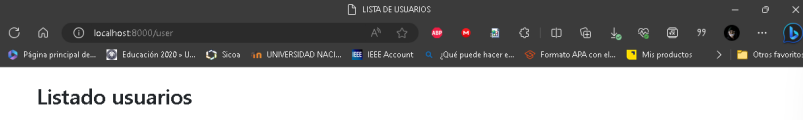 LISTA DE USUARIOS
localhost:8000/user
Página principal de... Educación 2020 » U... Sicoa UNIVERSIDAD NACI... IEEE Account ¿Qué puede hacer e... Formato APA con el... Mis productos Otros favoritos
Listado usuarios